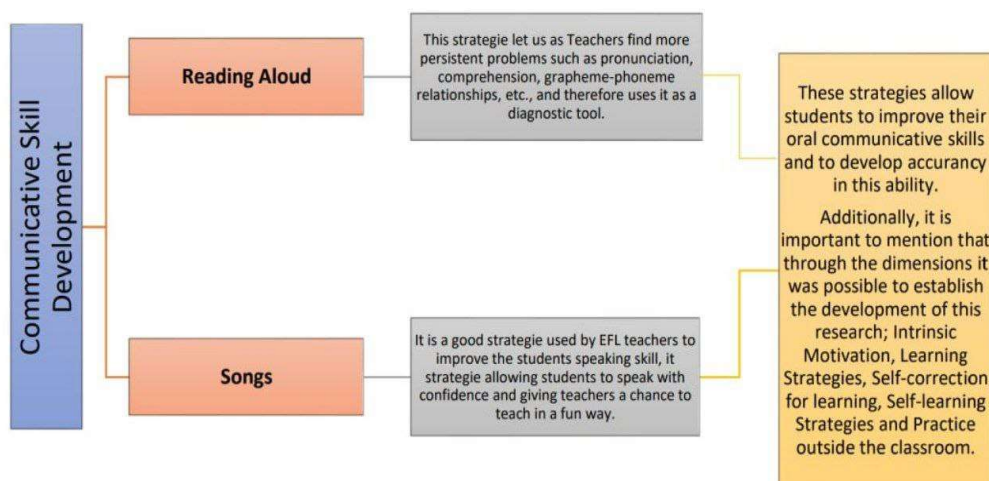 Communicative Skill
Development
Reading Aloud
This strategie let us as Teachers find more
persistent problems such as pronunciation,
comprehension, grapheme-phoneme
relationships, etc., and therefore uses it as a
diagnostic tool.
Songs
It is a good strategie used by EFL teachers to
improve the students speaking skill, it
strategie allowing students to speak with
confidence and giving teachers a chance to
teach in a fun way.
These strategies allow
students to improve their
oral communicative skills
and to develop accurancy
in this ability.
Additionally, it is
important to mention that
through the dimensions it
was possible to establish
the development of this
research; Intrinsic
Motivation, Learning
Strategies, Self-correction
for learning, Self-learning
Strategies and Practice
outside the classroom.